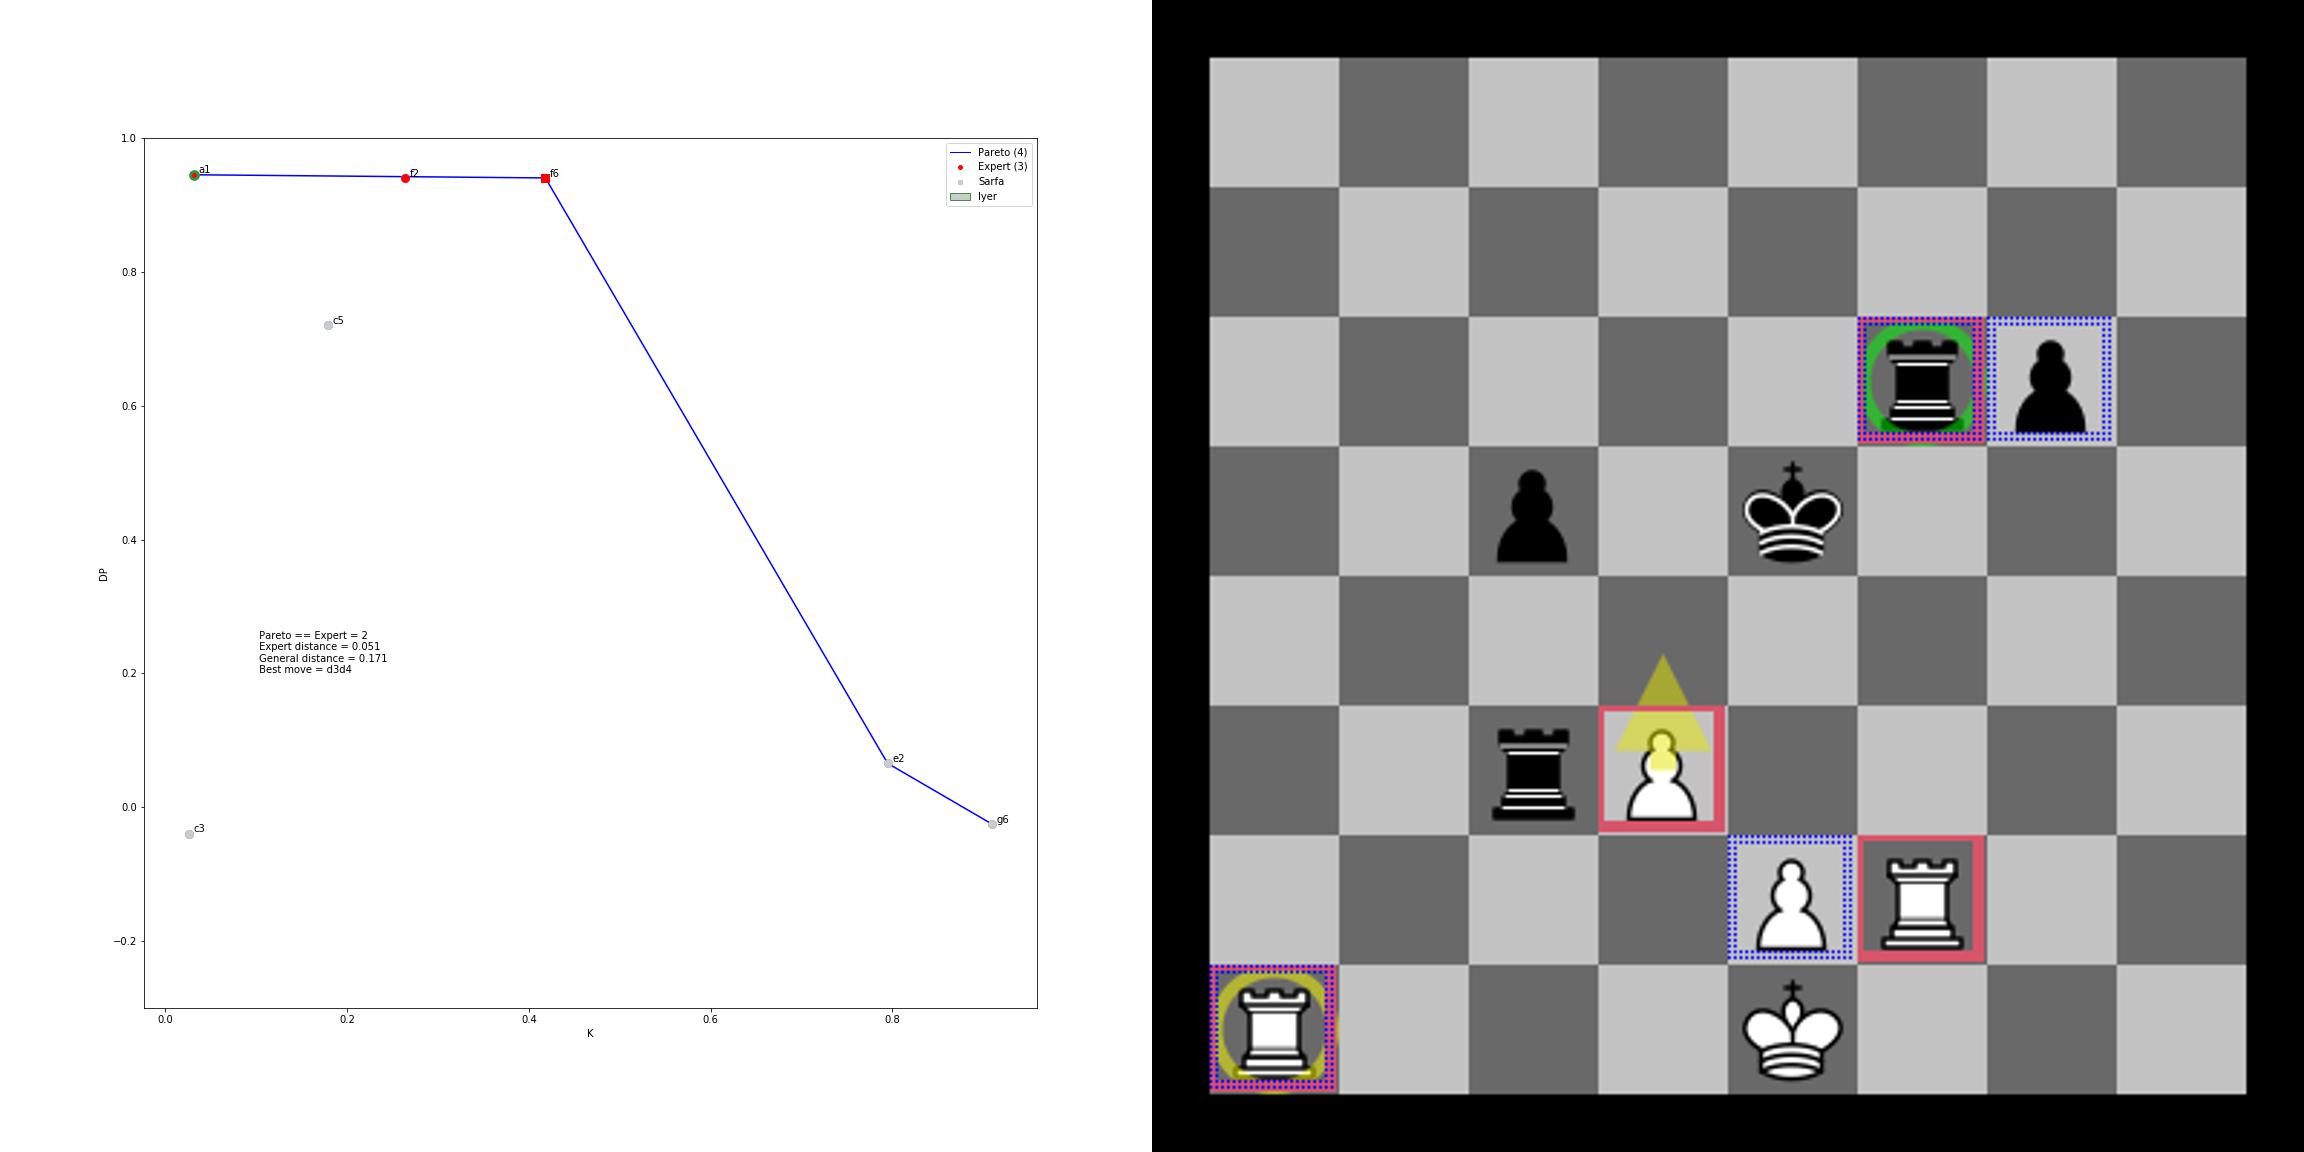 1.0
0.8
0.6
0.4
0.2
0.0
−0.2
DP
0.0
0.2
0.4
0.6
0.8
K
a1
f2
f6
c5
e2
g6
c3
Pareto (4)
Expert (3)
Sarfa
Iyer
Pareto == Expert = 2
Expert distance = 0.051
General distance = 0.171
Best move = d3d4